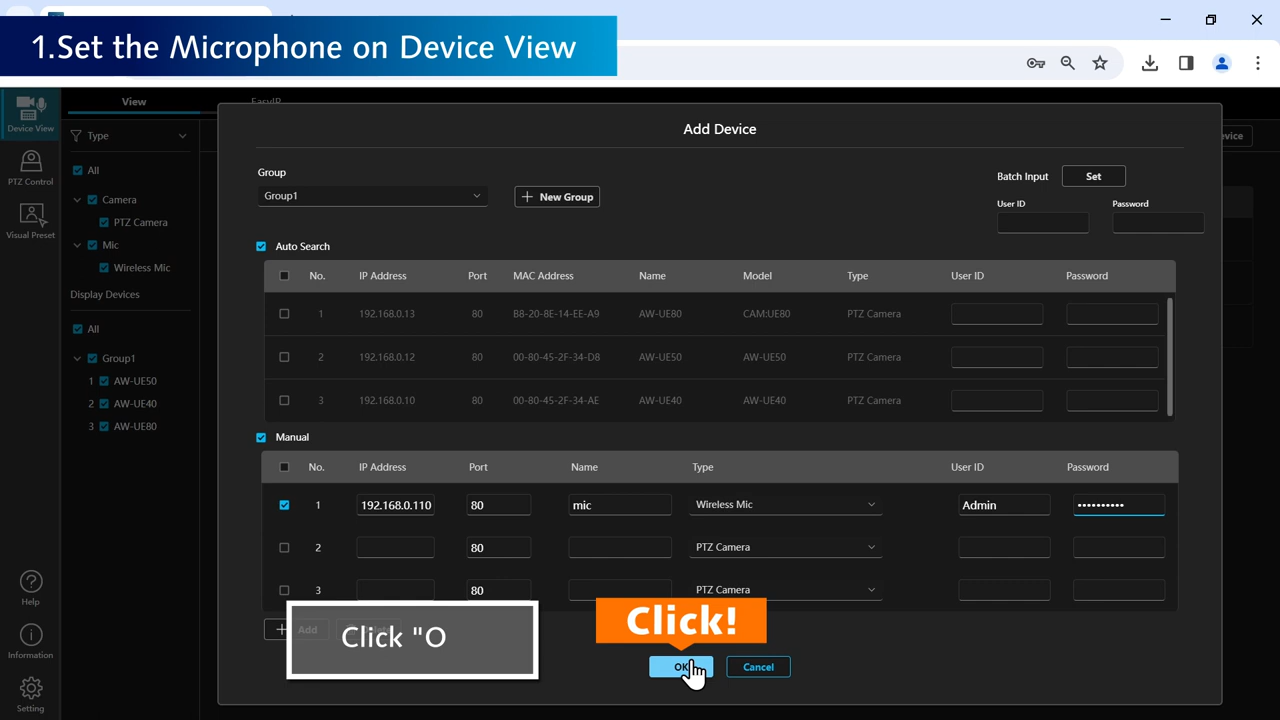 1.Set the Microphone on Device View
View
Device View
PTZ Control
Visual Preset
Help
Information
Setting
Type
All
Camera
PTZ Camera
Mic
Wireless Mic
Display Devices
All
Group1
1 AW-UE50
2 AW-UE40
3 AW-UE80
Add Device
Group
Group1
New Group
Batch Input Set
User ID Password
Auto Search
No. IP Address Port MAC Address Name Model Type User ID Password
1 192.168.0.13 80 B8-20-8E-14-EE-A9 AW-UE80 CAM:UE80 PTZ Camera
2 192.168.0.12 80 00-80-45-2F-34-D8 AW-UE50 AW-UE50 PTZ Camera
3 192.168.0.10 80 00-80-45-2F-34-AE AW-UE40 AW-UE40 PTZ Camera
Manual
No. IP Address Port Name Type User ID Password
1 192.168.0.110 80 mic Wireless Mic Admin ••••••••••
2 80 PTZ Camera
3 80 PTZ Camera
Add
Click "O
Click!
OK Cancel